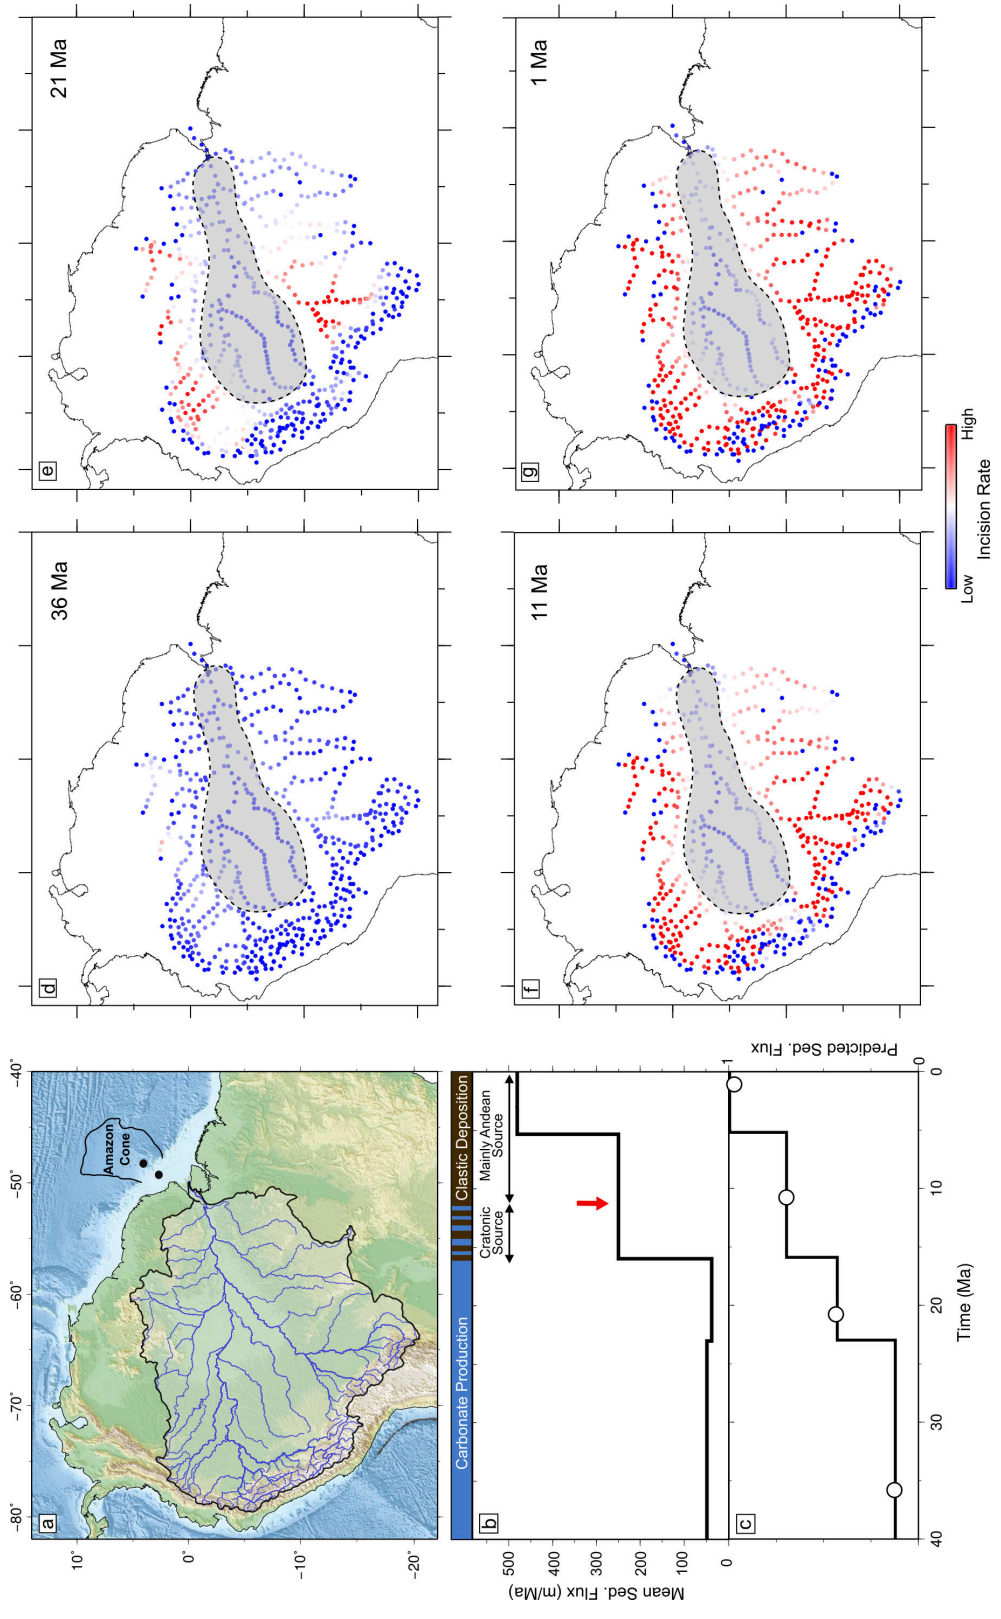 a
Amazon
Cone
10°
0°
−10°
−20°
−80°
−70°
−60°
−50°
−40°
Carbonate Production
Clastic Deposition
b
Cratonic
Source
Mainly Andean
Source
500
400
300
200
100
0
Mean Sed. Flux (m/Ma)
c
1
0
Predicted Sed. Flux
40
30
20
10
0
Time (Ma)
d
36 Ma
e
21 Ma
f
11 Ma
g
1 Ma
Low
High
Incision Rate